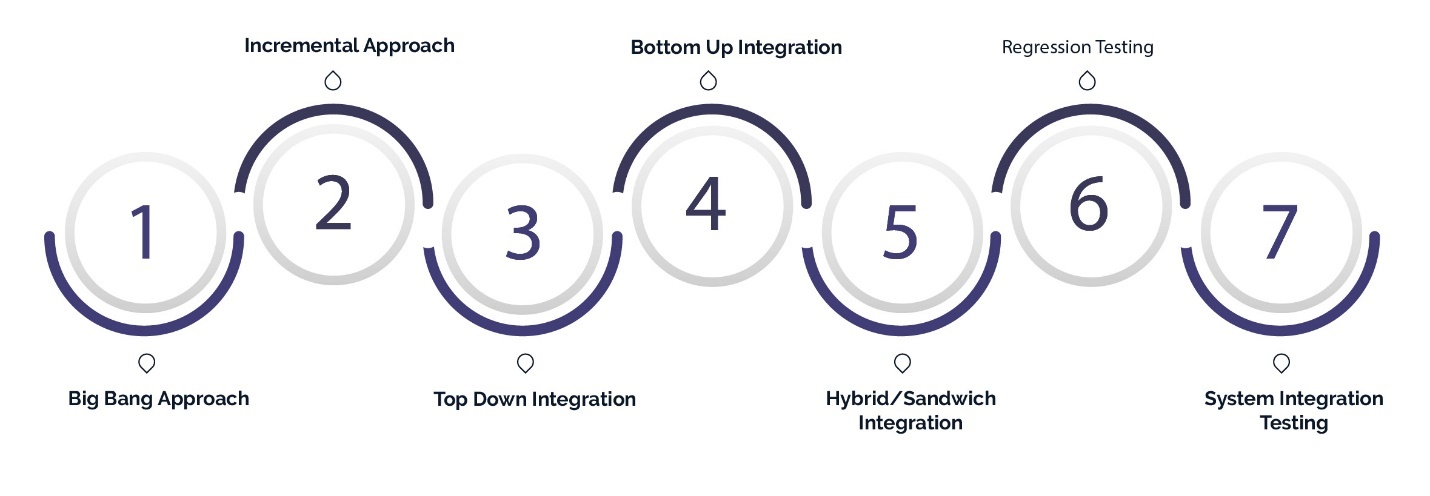 Incremental Approach
Bottom Up Integration
Regression Testing
1
2
3
4
5
6
7
Big Bang Approach
Top Down Integration
Hybrid/Sandwich
Integration
System Integration
Testing